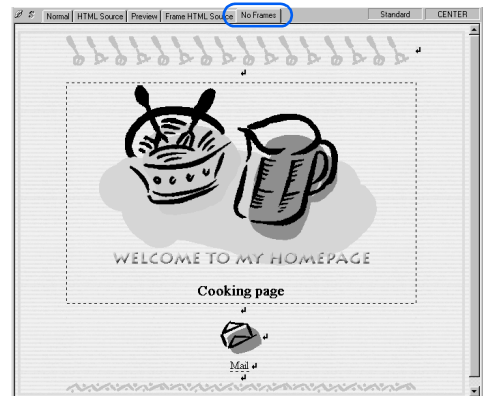 Normal HTML Source Preview Frame HTML Source No Frames Standard CENTER
WELCOME TO MY HOMEPAGE
Cooking page
Mail